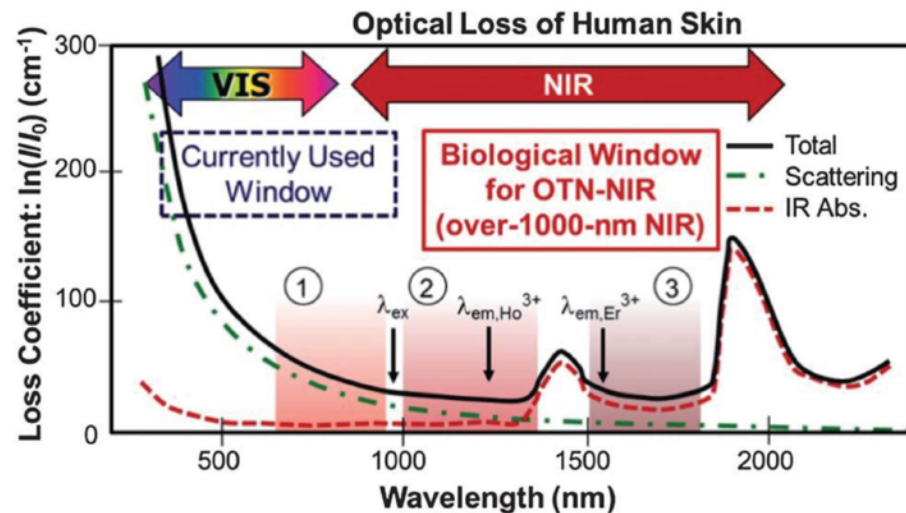 Optical Loss of Human Skin
Loss Coefficient: ln(I/I₀) (cm⁻¹)
300
200
100
0
VIS
NIR
Currently Used
Window
Biological Window
for OTN-NIR
(over-1000-nm NIR)
Total
Scattering
IR Abs.
①
②
③
λex
λem,Ho³⁺
λem,Er³⁺
500
1000
1500
2000
Wavelength (nm)